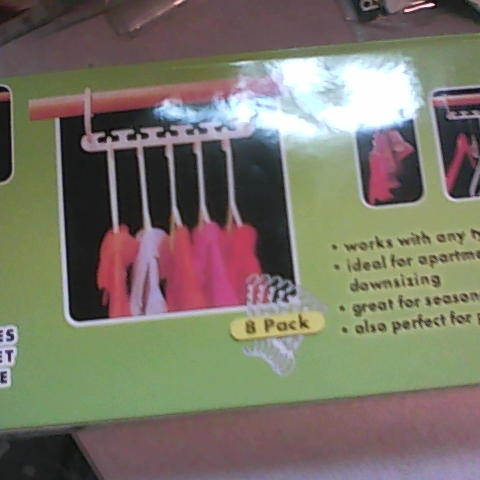 ES
ET
E
8 Pack
• works with any
• ideal for apartme
downsizing
• great for season
• also perfect for